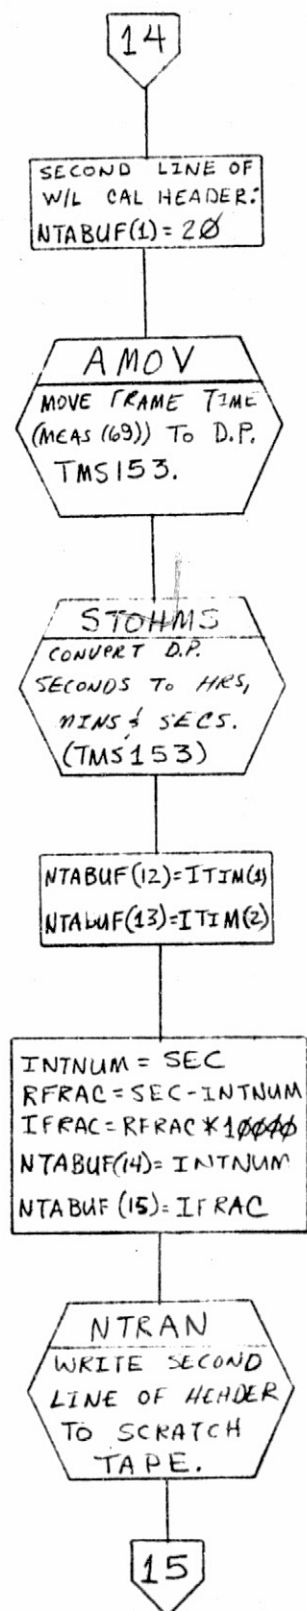 14
SECOND LINE OF
W/L CAL HEADER:
NTABUF(1)=2Ø
AMOV
MOVE FRAME TIME
(MEAS(69)) TO D.P.
TMS153.
STOHMS
CONVERT D.P.
SECONDS TO HRS,
MINS & SECS.
(TMS153)
NTABUF(12)=ITIM(1)
NTABUF(13)=ITIM(2)
INTNUM = SEC
RFRAC=SEC-INTNUM
IFRAC=RFRAC*1ØØØØ
NTABUF(14)=INTNUM
NTABUF(15)=IFRAC
NTRAN
WRITE SECOND
LINE OF HEADER
TO SCRATCH
TAPE.
15